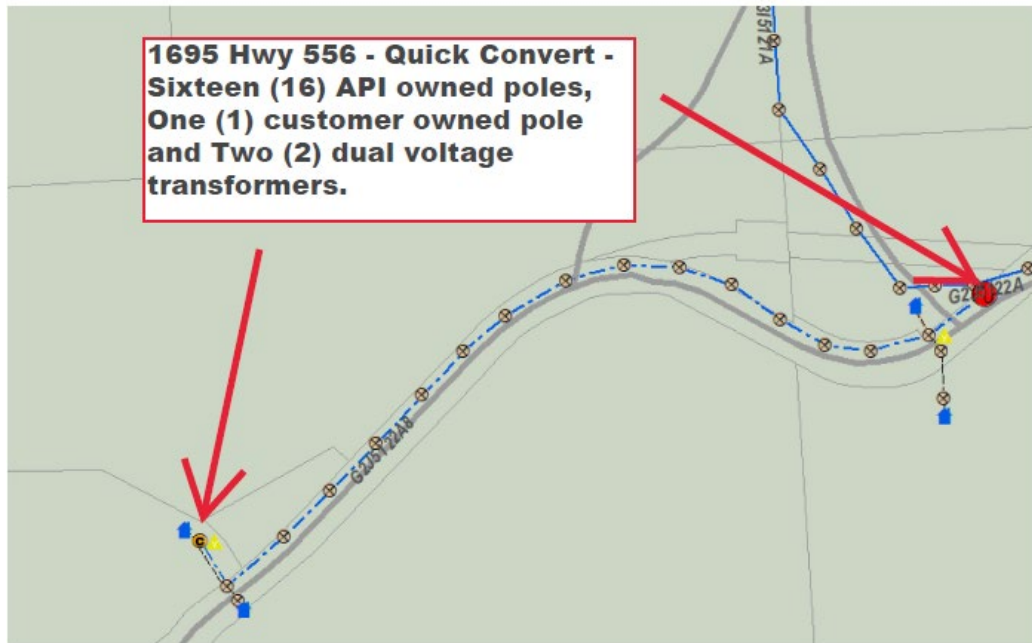 1695 Hwy 556 - Quick Convert -
Sixteen (16) API owned poles,
One (1) customer owned pole
and Two (2) dual voltage
transformers.
G2J5122A8
C